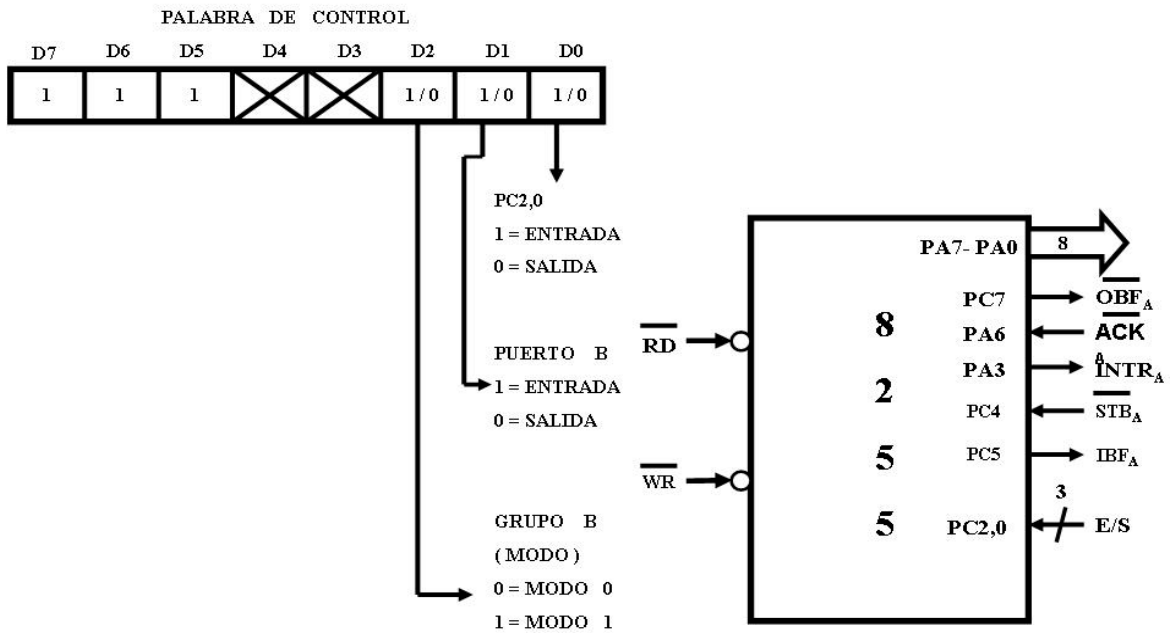 PALABRA DE CONTROL
D7 D6 D5 D4 D3 D2 D1 D0
1 1 1 1/0 1/0 1/0
PC2,0
1 = ENTRADA
0 = SALIDA
PUERTO B
1 = ENTRADA
0 = SALIDA
GRUPO B
( MODO )
0 = MODO 0
1 = MODO 1
RD
WR
8
2
5
5
PA7- PA0 8
PC7 OBFA
PA6 ACK
A
PA3 INTRA
PC4 STBA
PC5 IBFA
3
PC2,0 E/S